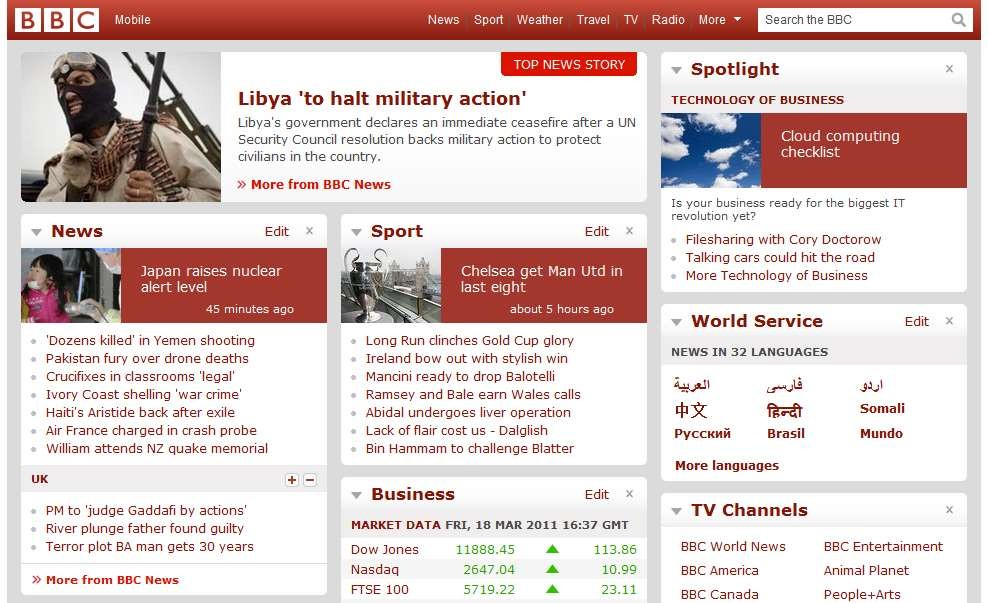 BBC Mobile News Sport Weather Travel TV Radio More Search the BBC
TOP NEWS STORY
Libya 'to halt military action'
Libya's government declares an immediate ceasefire after a UN
Security Council resolution backs military action to protect
civilians in the country.
» More from BBC News
News Edit x
Japan raises nuclear
alert level
45 minutes ago
'Dozens killed' in Yemen shooting
Pakistan fury over drone deaths
Crucifixes in classrooms 'legal'
Ivory Coast shelling 'war crime'
Haiti's Aristide back after exile
Air France charged in crash probe
William attends NZ quake memorial
UK
PM to 'judge Gaddafi by actions'
River plunge father found guilty
Terror plot BA man gets 30 years
» More from BBC News
Sport Edit x
Chelsea get Man Utd in
last eight
about 5 hours ago
Long Run clinches Gold Cup glory
Ireland bow out with stylish win
Mancini ready to drop Balotelli
Ramsey and Bale earn Wales calls
Abidal undergoes liver operation
Lack of flair cost us - Dalglish
Bin Hammam to challenge Blatter
Business Edit x
MARKET DATA FRI, 18 MAR 2011 16:37 GMT
Dow Jones 11888.45 113.86
Nasdaq 2647.04 10.99
FTSE 100 5719.22 23.11
Spotlight x
TECHNOLOGY OF BUSINESS
Cloud computing
checklist
Is your business ready for the biggest IT
revolution yet?
Filesharing with Cory Doctorow
Talking cars could hit the road
More Technology of Business
World Service Edit x
NEWS IN 32 LANGUAGES
العربية فارسی اردو
中文 हिन्दी Somali
Русский Brasil Mundo
More languages
TV Channels x
BBC World News BBC Entertainment
BBC America Animal Planet
BBC Canada People+Arts